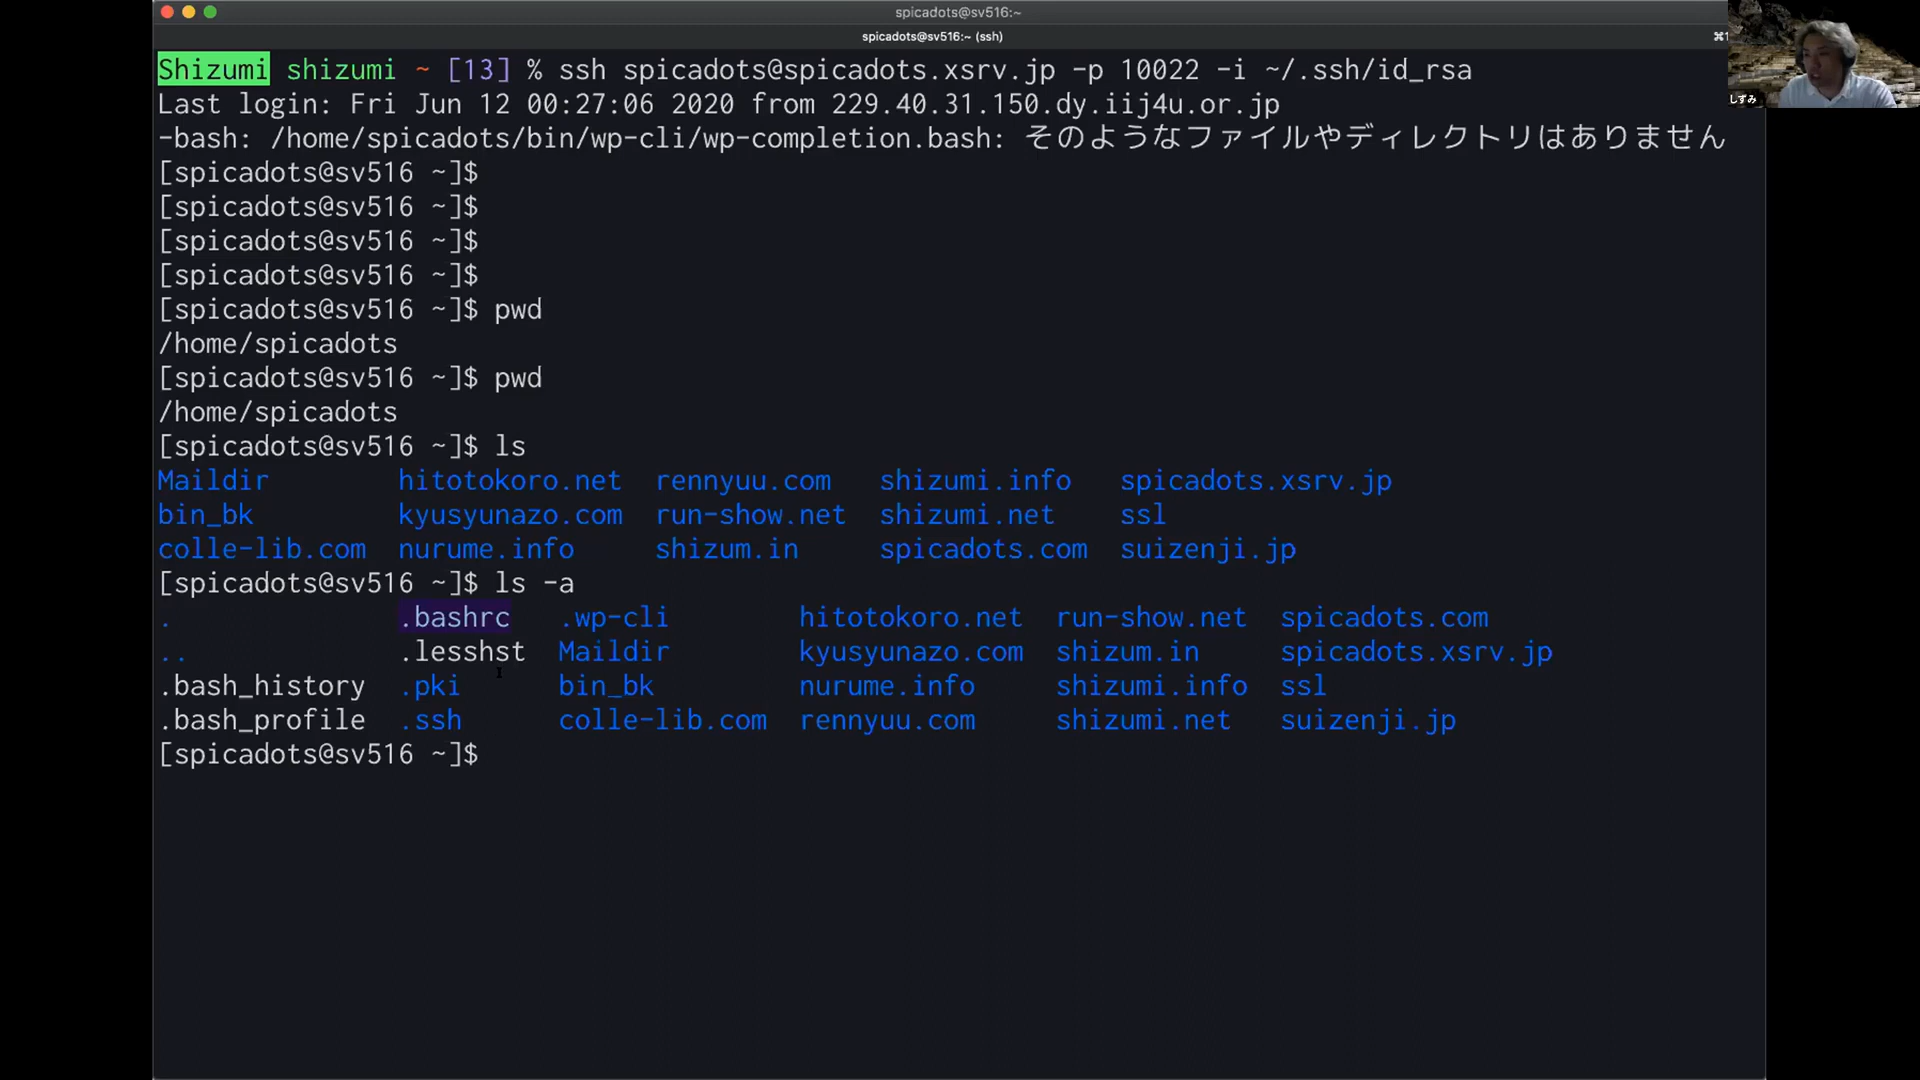 spicadots@sv516:~
spicadots@sv516:~ (ssh)
⌘1
Shizumi shizumi ~ [13] % ssh spicadots@spicadots.xsrv.jp -p 10022 -i ~/.ssh/id_rsa
しずみ
Last login: Fri Jun 12 00:27:06 2020 from 229.40.31.150.dy.iij4u.or.jp
-bash: /home/spicadots/bin/wp-cli/wp-completion.bash: そのようなファイルやディレクトリはありません
[spicadots@sv516 ~]$
[spicadots@sv516 ~]$
[spicadots@sv516 ~]$
[spicadots@sv516 ~]$
[spicadots@sv516 ~]$ pwd
/home/spicadots
[spicadots@sv516 ~]$ pwd
/home/spicadots
[spicadots@sv516 ~]$ ls
Maildir hitotokoro.net rennyuu.com shizumi.info spicadots.xsrv.jp
bin_bk kyusyunazo.com run-show.net shizumi.net ssl
colle-lib.com nurume.info shizum.in spicadots.com suizenji.jp
[spicadots@sv516 ~]$ ls -a
. .bashrc .wp-cli hitotokoro.net run-show.net spicadots.com
.. .lesshst Maildir kyusyunazo.com shizum.in spicadots.xsrv.jp
.bash_history .pki bin_bk nurume.info shizumi.info ssl
.bash_profile .ssh colle-lib.com rennyuu.com shizumi.net suizenji.jp
[spicadots@sv516 ~]$